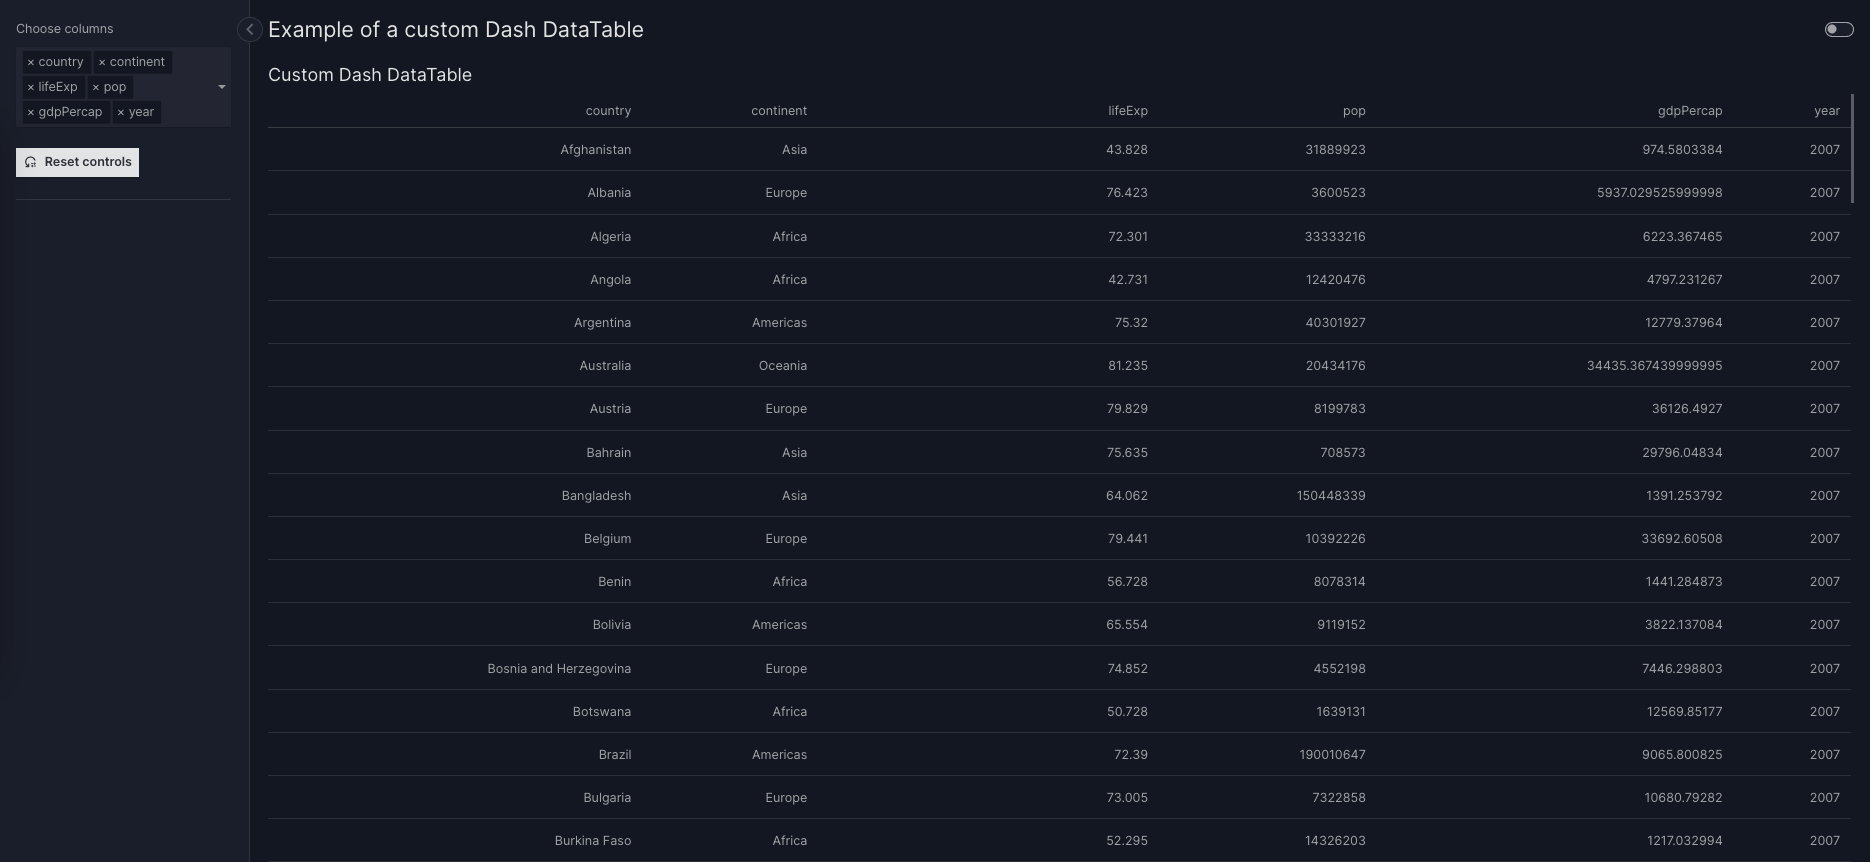 Choose columns
× country × continent
× lifeExp × pop
× gdpPercap × year
Reset controls
Example of a custom Dash DataTable
Custom Dash DataTable
country continent lifeExp pop gdpPercap year
Afghanistan Asia 43.828 31889923 974.5803384 2007
Albania Europe 76.423 3600523 5937.029525999998 2007
Algeria Africa 72.301 33333216 6223.367465 2007
Angola Africa 42.731 12420476 4797.231267 2007
Argentina Americas 75.32 40301927 12779.37964 2007
Australia Oceania 81.235 20434176 34435.367439999995 2007
Austria Europe 79.829 8199783 36126.4927 2007
Bahrain Asia 75.635 708573 29796.04834 2007
Bangladesh Asia 64.062 150448339 1391.253792 2007
Belgium Europe 79.441 10392226 33692.60508 2007
Benin Africa 56.728 8078314 1441.284873 2007
Bolivia Americas 65.554 9119152 3822.137084 2007
Bosnia and Herzegovina Europe 74.852 4552198 7446.298803 2007
Botswana Africa 50.728 1639131 12569.85177 2007
Brazil Americas 72.39 190010647 9065.800825 2007
Bulgaria Europe 73.005 7322858 10680.79282 2007
Burkina Faso Africa 52.295 14326203 1217.032994 2007